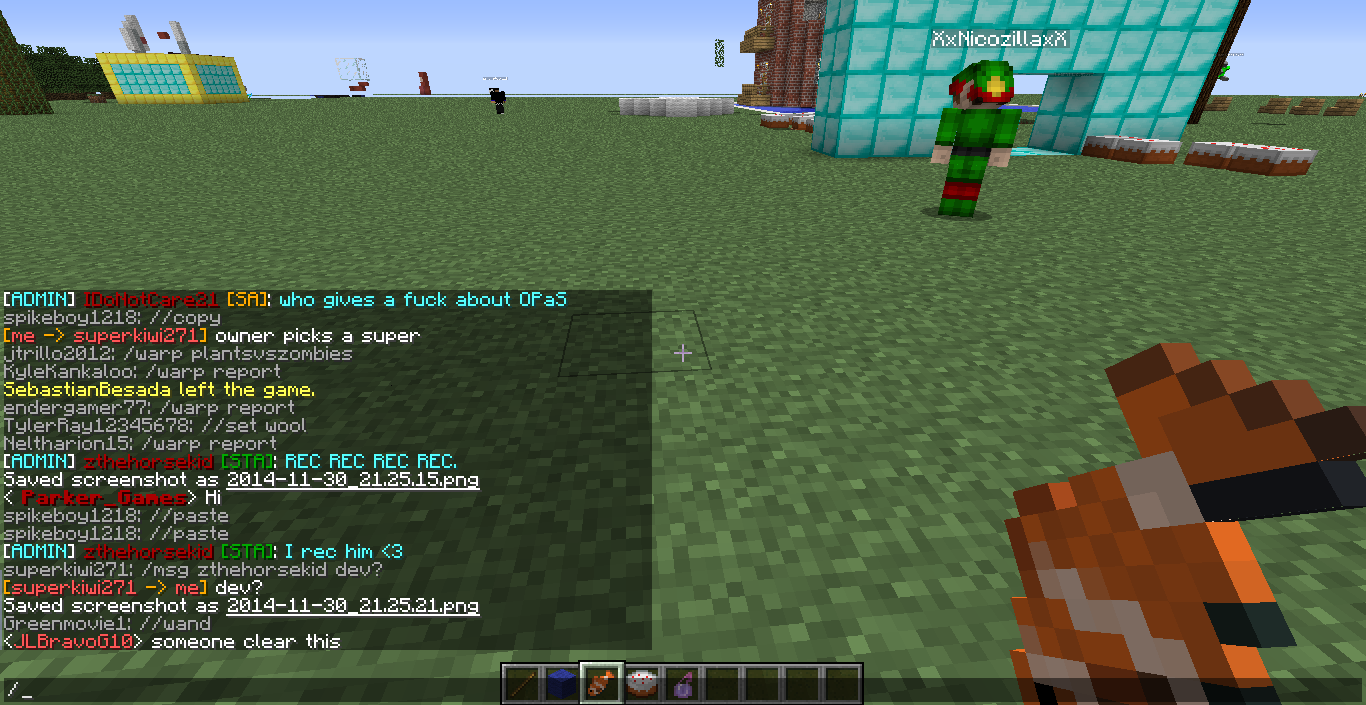 XxNicozillaxX
[ADMIN] IDoNotCare21 [SA]: who gives a fuck about OPaS
spikeboy1218: //copy
[me -> superkiwi271] owner picks a super
jtrillo2012: /warp plantsvszombies
KyleKankaloo: /warp report
SebastianBesada left the game.
endergamer77: /warp report
TylerRay12345678: //set wool
Neltharion15: /warp report
[ADMIN] zthehorsekid [STA]: REC REC REC REC.
Saved screenshot as 2014-11-30_21.25.15.png
< Parker_Games> Hi
spikeboy1218: //paste
spikeboy1218: //paste
[ADMIN] zthehorsekid [STA]: I rec him <3
superkiwi271: /msg zthehorsekid dev?
[superkiwi271 -> me] dev?
Saved screenshot as 2014-11-30_21.25.21.png
Greenmovie1: //wand
<JLBravoG10> someone clear this
/_